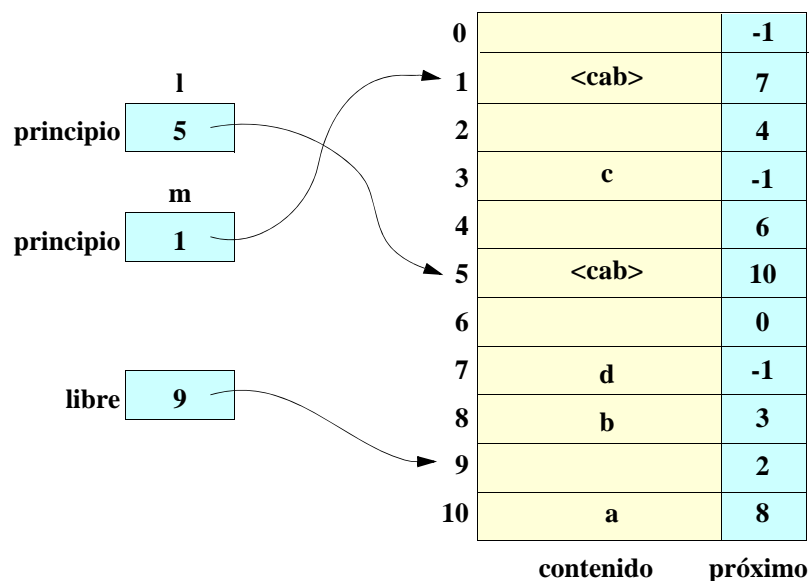 l
principio 5
m
principio 1
libre 9
0 -1
1 <cab> 7
2 4
3 c -1
4 6
5 <cab> 10
6 0
7 d -1
8 b 3
9 2
10 a 8
contenido próximo